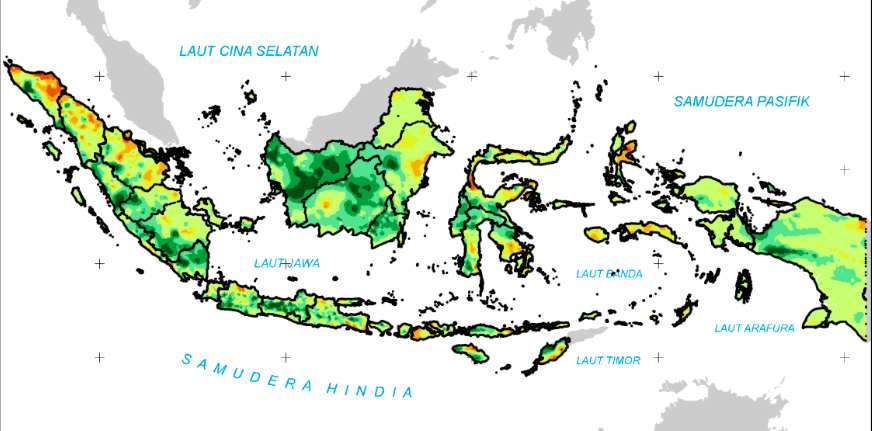 LAUT CINA SELATAN
SAMUDERA PASIFIK
LAUT JAWA
LAUT BANDA
LAUT ARAFURA
LAUT TIMOR
SAMUDERA HINDIA